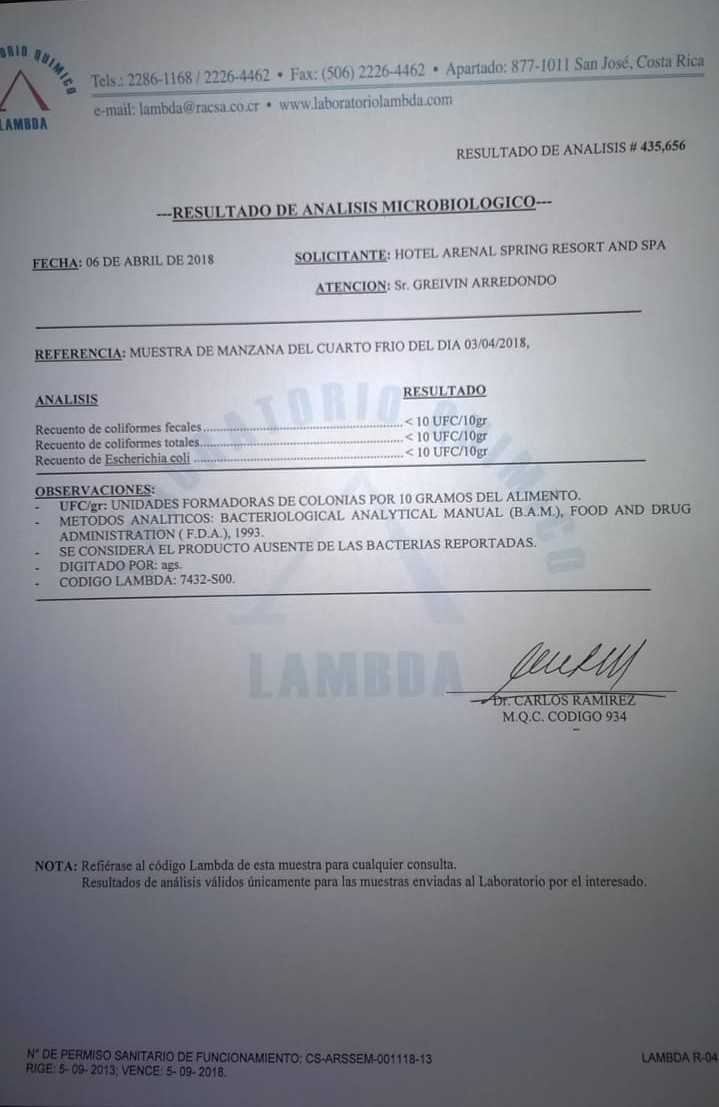 ORIO QUIMICO
LAMBDA
Tels.: 2286-1168 / 2226-4462 • Fax: (506) 2226-4462 • Apartado: 877-1011 San José, Costa Rica
e-mail: lambda@racsa.co.cr • www.laboratoriolambda.com
RESULTADO DE ANALISIS # 435,656
---RESULTADO DE ANALISIS MICROBIOLOGICO---
FECHA: 06 DE ABRIL DE 2018 SOLICITANTE: HOTEL ARENAL SPRING RESORT AND SPA
ATENCION: Sr. GREIVIN ARREDONDO
REFERENCIA: MUESTRA DE MANZANA DEL CUARTO FRIO DEL DIA 03/04/2018,
ANALISIS RESULTADO
Recuento de coliformes fecales........................................................ < 10 UFC/10gr
Recuento de coliformes totales........................................................ < 10 UFC/10gr
Recuento de Escherichia coli ........................................................... < 10 UFC/10gr
OBSERVACIONES:
- UFC/gr: UNIDADES FORMADORAS DE COLONIAS POR 10 GRAMOS DEL ALIMENTO.
- METODOS ANALITICOS: BACTERIOLOGICAL ANALYTICAL MANUAL (B.A.M.), FOOD AND DRUG
ADMINISTRATION ( F.D.A.), 1993.
- SE CONSIDERA EL PRODUCTO AUSENTE DE LAS BACTERIAS REPORTADAS.
- DIGITADO POR: ags.
- CODIGO LAMBDA: 7432-S00.
ORATORIO QUIMICO
LAMBDA
Dr. CARLOS RAMIREZ
M.Q.C. CODIGO 934
NOTA: Refiérase al código Lambda de esta muestra para cualquier consulta.
Resultados de análisis válidos únicamente para las muestras enviadas al Laboratorio por el interesado.
N° DE PERMISO SANITARIO DE FUNCIONAMIENTO: CS-ARSSEM-001118-13
RIGE: 5- 09- 2013; VENCE: 5- 09- 2018.
LAMBDA R-04